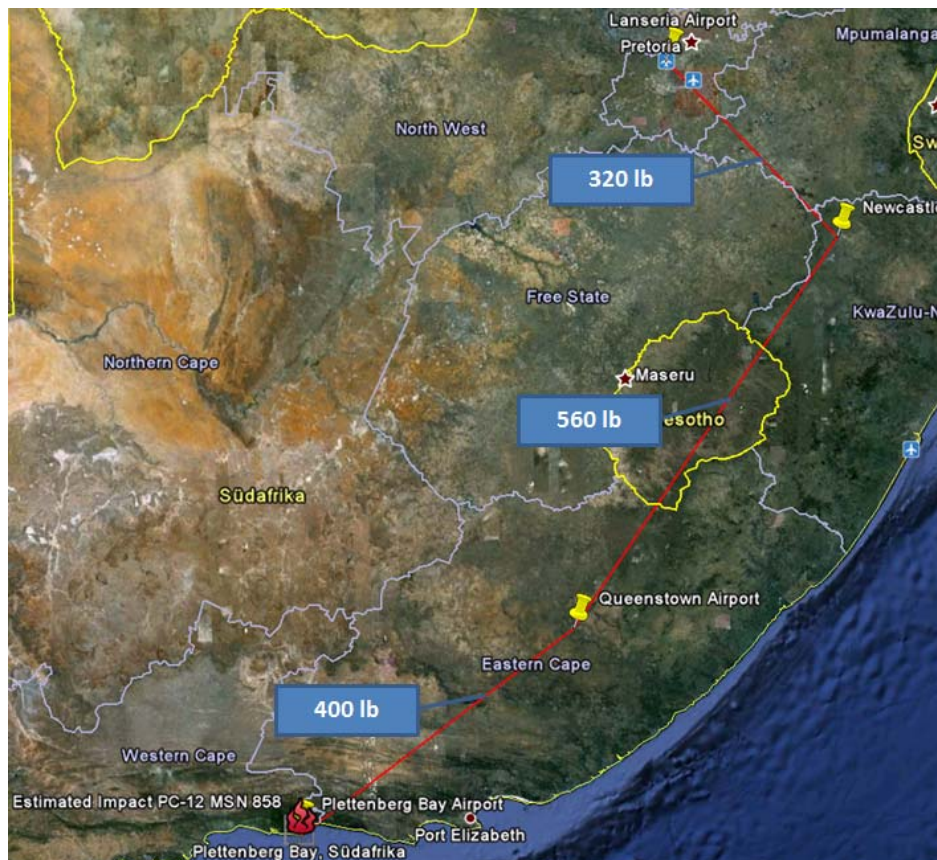 Lanseria Airport
Pretoria
Mpumalanga
North West
Sw
320 lb
Newcastle
Free State
KwaZulu-N
Northern Cape
Maseru
560 lb
esotho
Südafrika
Queenstown Airport
Eastern Cape
400 lb
Western Cape
Estimated Impact PC-12 MSN 858
Plettenberg Bay Airport
Port Elizabeth
Plettenberg Bay, Südafrika